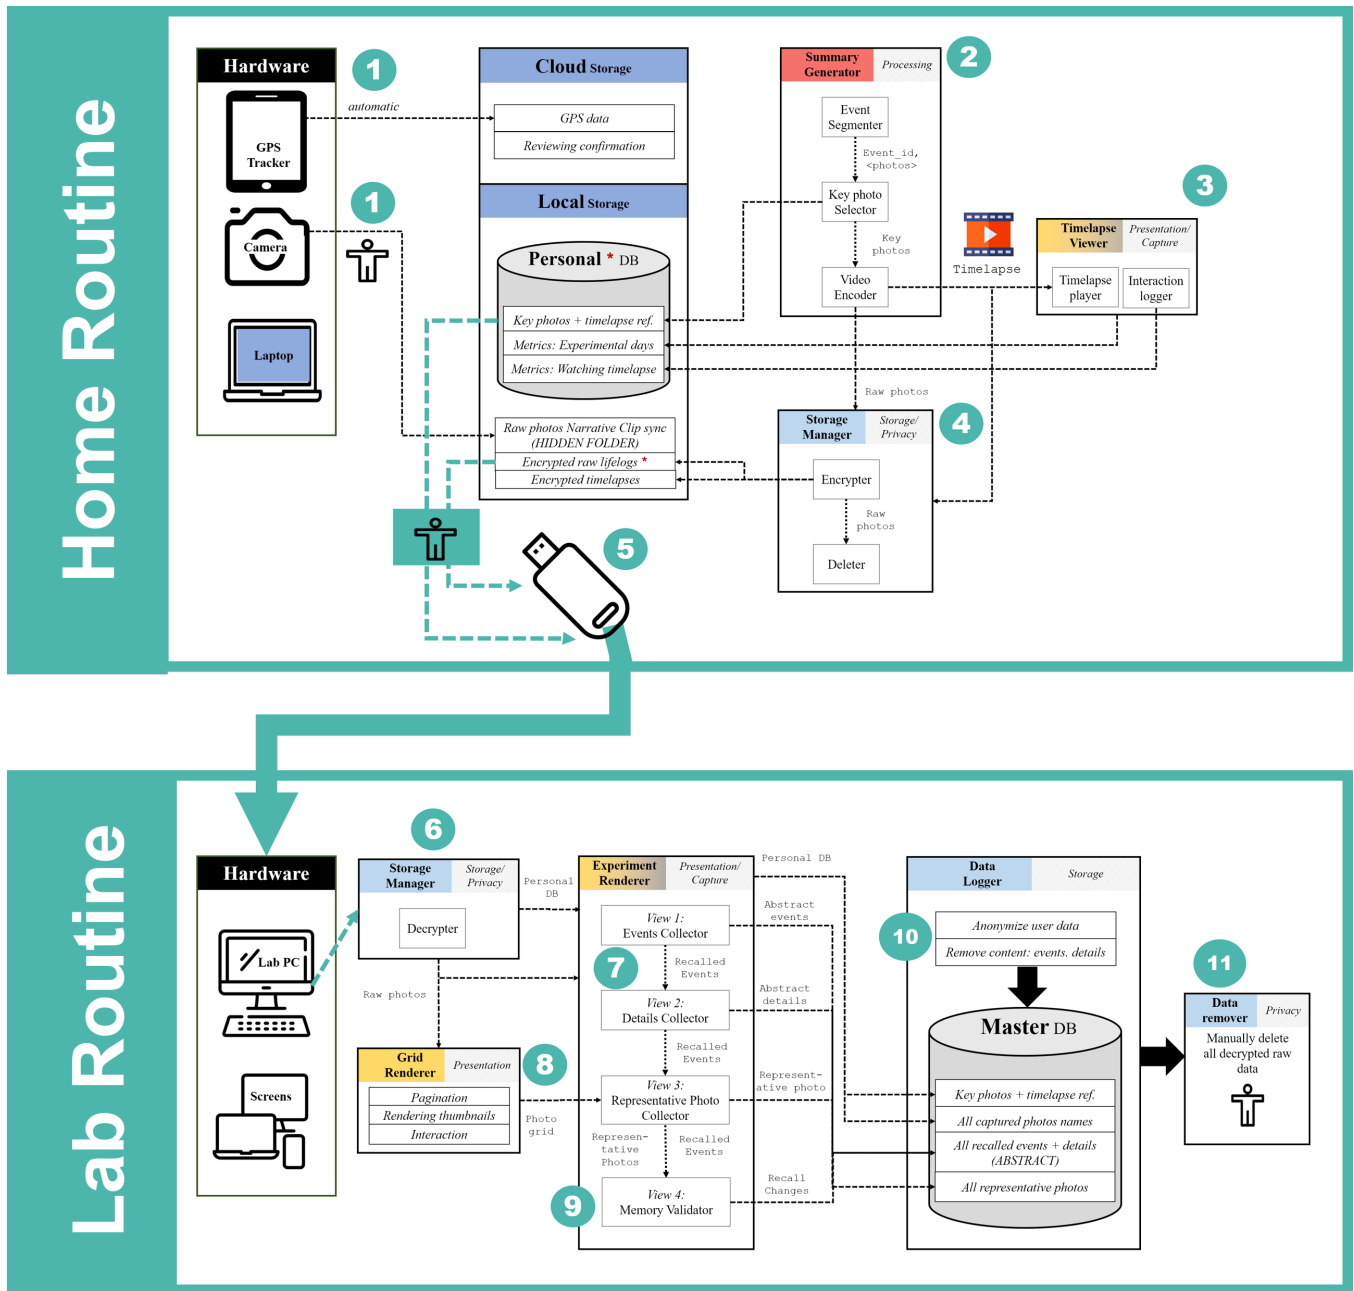 Home Routine
Hardware
1
automatic
GPS
Tracker
1
Camera
Laptop
Cloud Storage
GPS data
Reviewing confirmation
Local Storage
Personal * DB
Key photos + timelapse ref.
Metrics: Experimental days
Metrics: Watching timelapse
Raw photos Narrative Clip sync
(HIDDEN FOLDER)
Encrypted raw lifelogs *
Encrypted timelapses
Summary
Generator
Processing
2
Event
Segmenter
Event_id,
<photos>
Key photo
Selector
Key
photos
Video
Encoder
Raw photos
Timelapse
3
Timelapse
Viewer
Presentation/
Capture
Timelapse
player
Interaction
logger
Storage
Manager
Storage/
Privacy
4
Encrypter
Raw
photos
Deleter
5
Lab Routine
Hardware
Lab PC
Screens
6
Storage
Manager
Storage/
Privacy
Decrypter
Personal
DB
Raw photos
Grid
Renderer
Presentation
8
Pagination
Rendering thumbnails
Interaction
Photo
grid
Experiment
Renderer
Presentation/
Capture
View 1:
Events Collector
7
Recalled
Events
View 2:
Details Collector
Recalled
Events
View 3:
Representative Photo
Collector
Represen-
tative
Photos
Recalled
Events
9
View 4:
Memory Validator
Personal DB
Abstract
events
Abstract
details
Represent-
ative photo
Recall
Changes
Data
Logger
Storage
10
Anonymize user data
Remove content: events. details
Master DB
Key photos + timelapse ref.
All captured photos names
All recalled events + details
(ABSTRACT)
All representative photos
11
Data
remover
Privacy
Manually delete
all decrypted raw
data